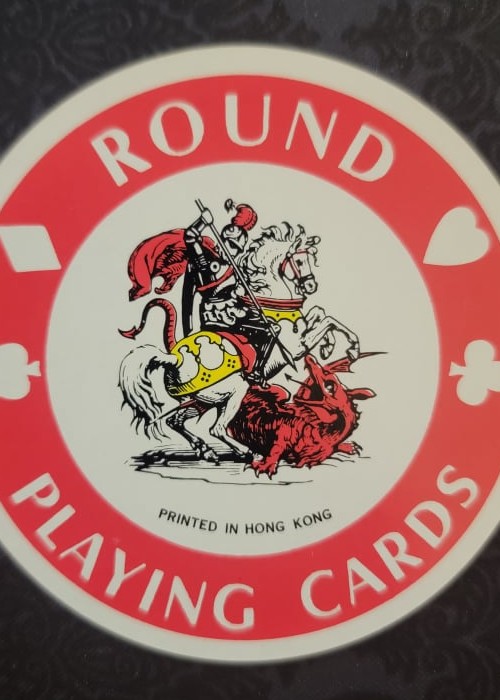 ROUND
PRINTED IN HONG KONG
PLAYING CARDS